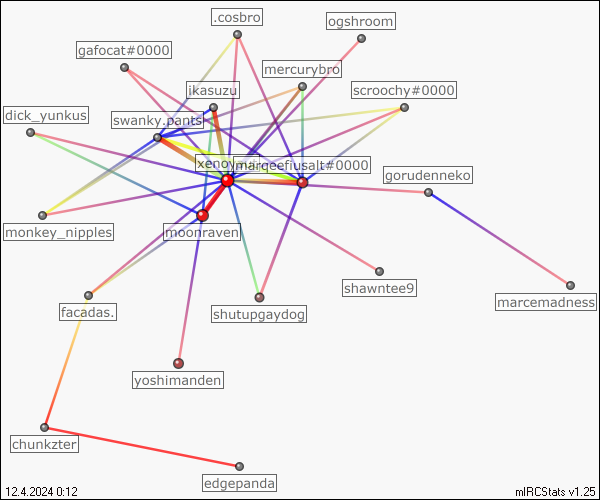 .cosbro
ogshroom
gafocat#0000
mercurybro
ikasuzu
scroochy#0000
dick_yunkus
swanky.pants
margeefiusalt#0000
gorudenneko
monkey_nipples
moonraven
shawntee9
marcemadness
facadas.
shutupgaydog
yoshimanden
chunkzter
edgepanda
12.4.2024 0:12
mIRCStats v1.25